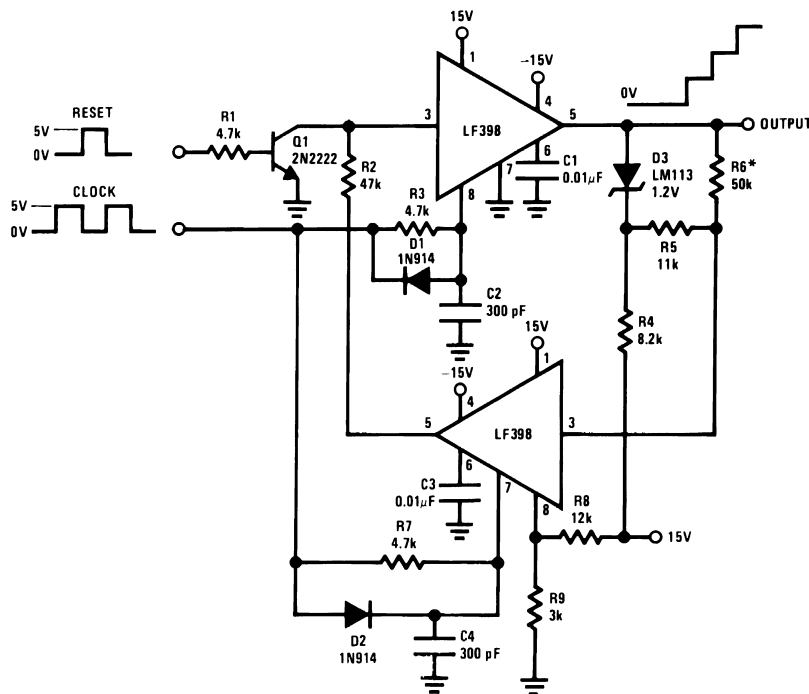 15V
1
−15V
4
0V
RESET
5V
0V
R1
4.7k
Q1
2N2222
3
LF398
5
OUTPUT
6
7
8
C1
0.01µF
D3
LM113
1.2V
R6*
50k
R2
47k
CLOCK
5V
0V
R3
4.7k
D1
1N914
R5
11k
C2
300 pF
R4
8.2k
15V
1
−15V
4
5
LF398
3
6
7
8
C3
0.01µF
R8
12k
15V
R7
4.7k
R9
3k
D2
1N914
C4
300 pF